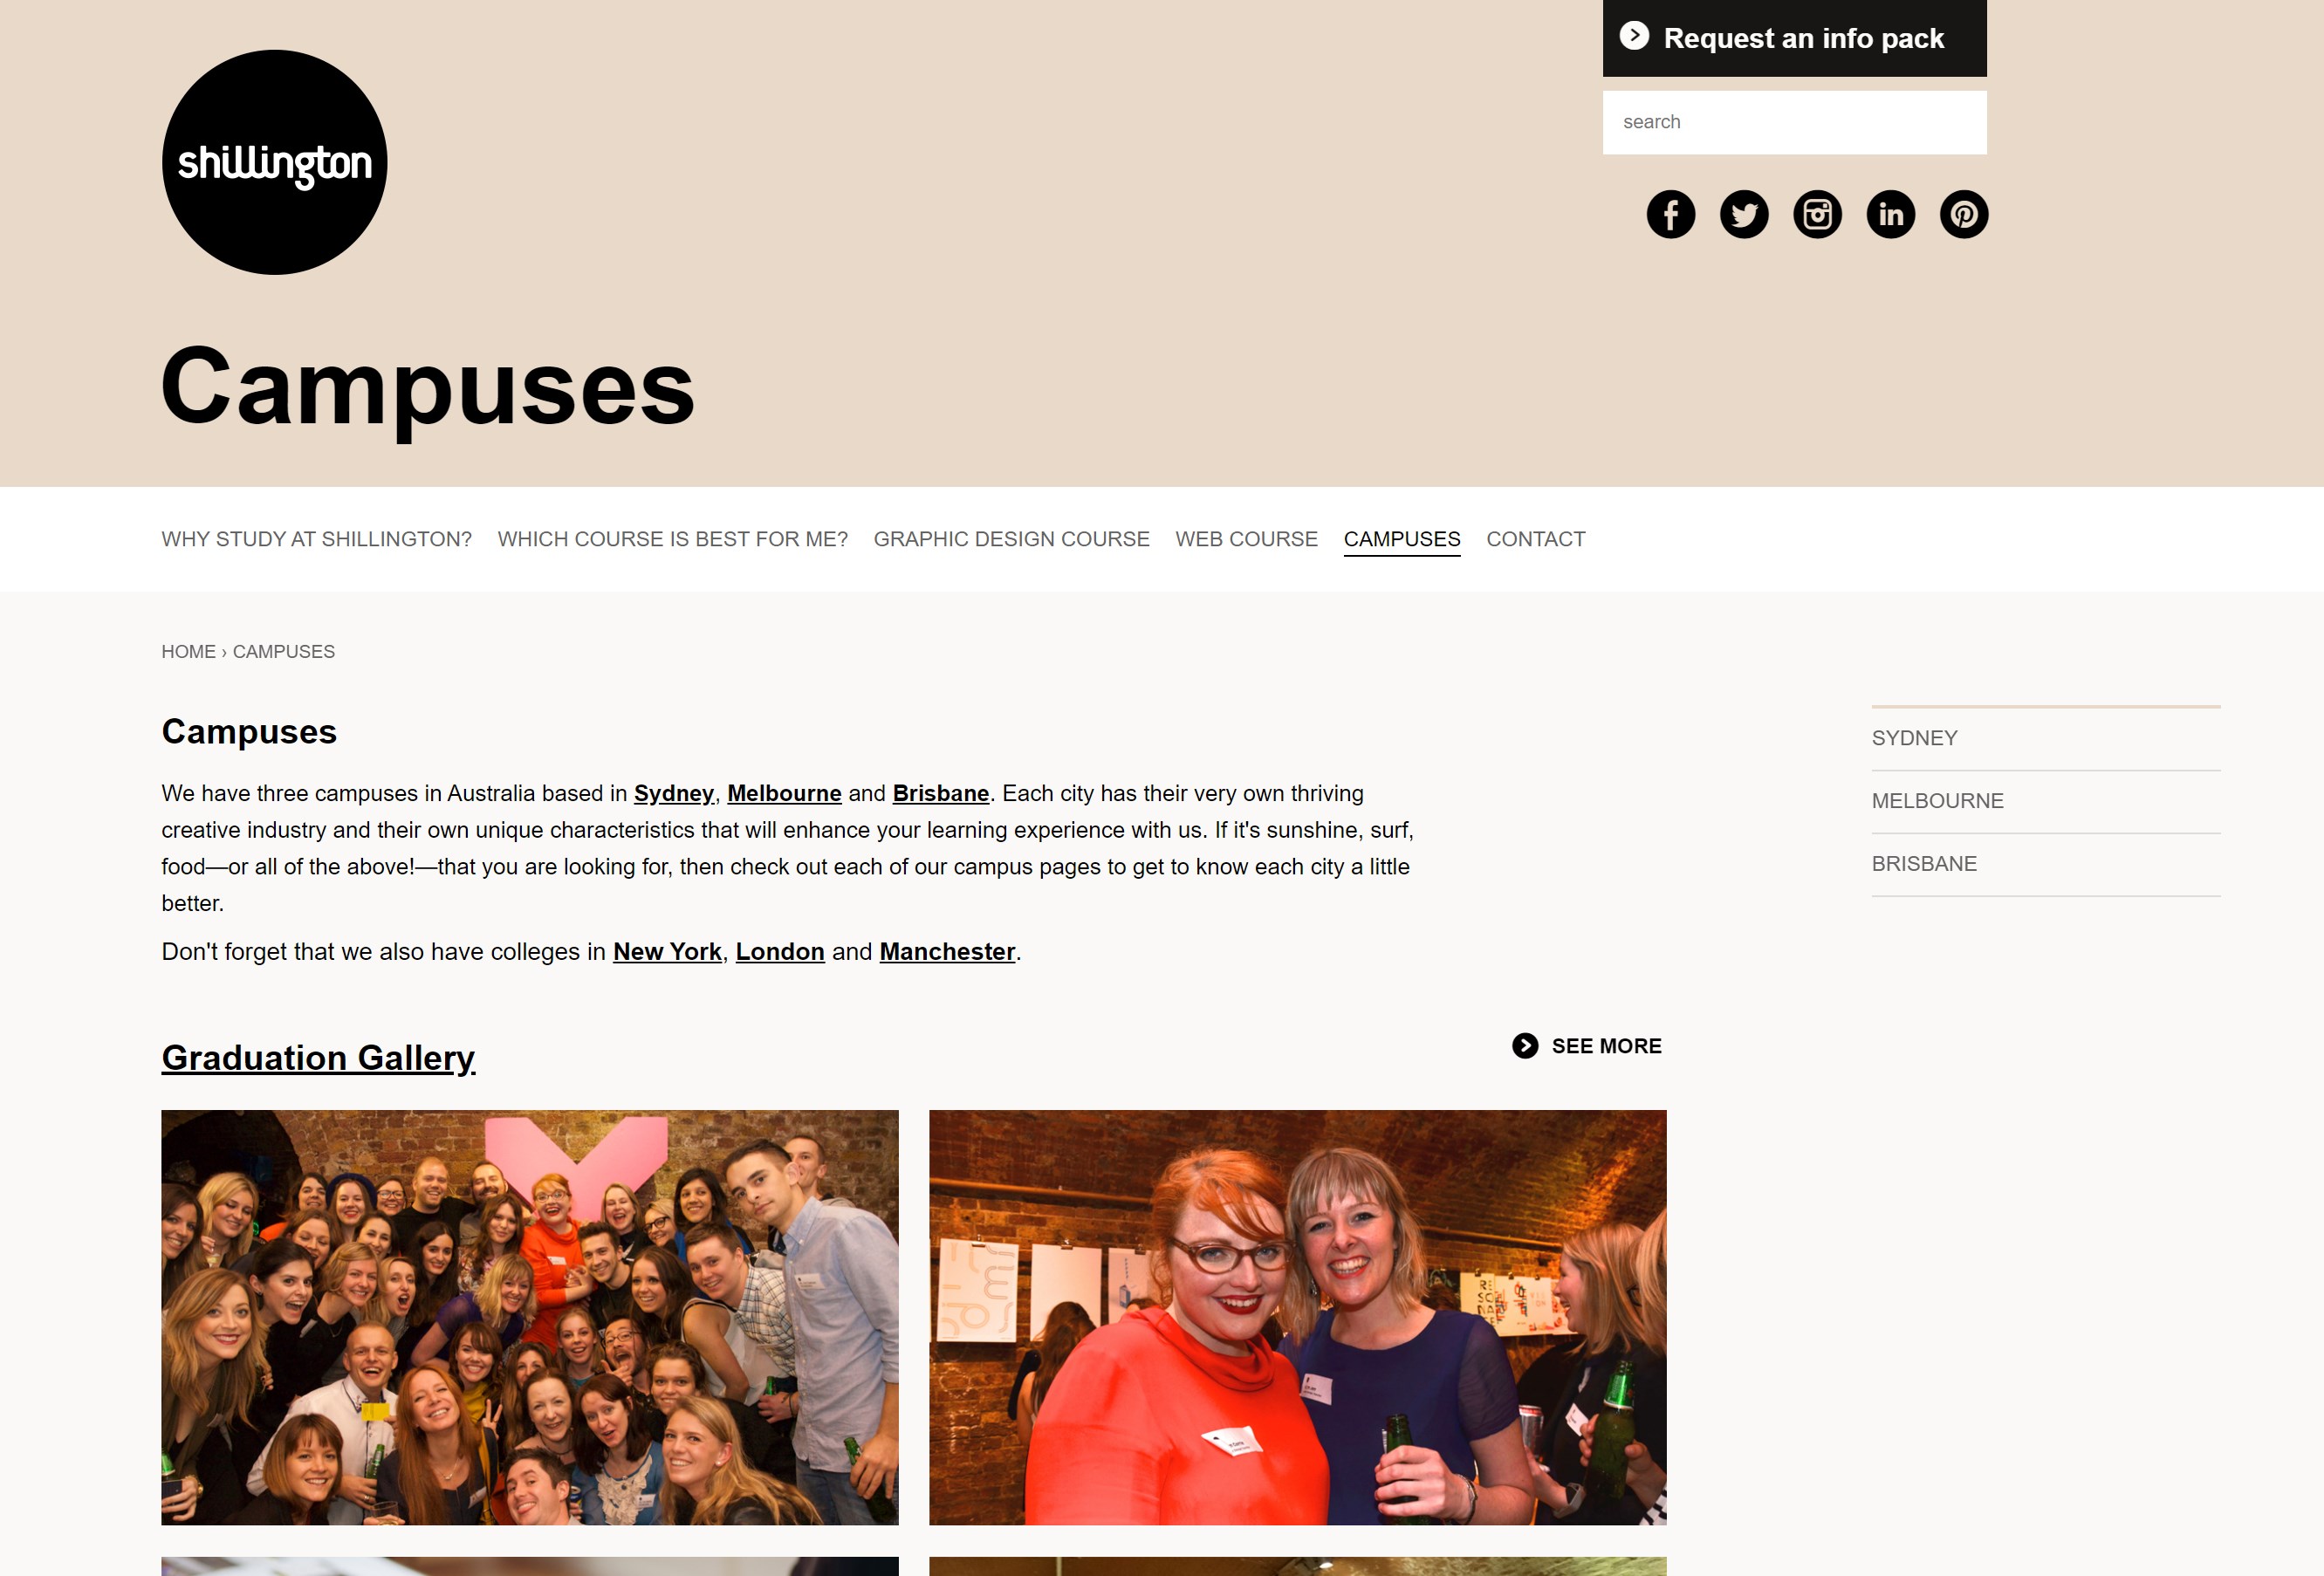 Request an info pack
search
shillington
Campuses
WHY STUDY AT SHILLINGTON? WHICH COURSE IS BEST FOR ME? GRAPHIC DESIGN COURSE WEB COURSE CAMPUSES CONTACT
HOME › CAMPUSES
Campuses
We have three campuses in Australia based in Sydney, Melbourne and Brisbane. Each city has their very own thriving
creative industry and their own unique characteristics that will enhance your learning experience with us. If it's sunshine, surf,
food—or all of the above!—that you are looking for, then check out each of our campus pages to get to know each city a little
better.
Don't forget that we also have colleges in New York, London and Manchester.
SYDNEY
MELBOURNE
BRISBANE
Graduation Gallery
SEE MORE